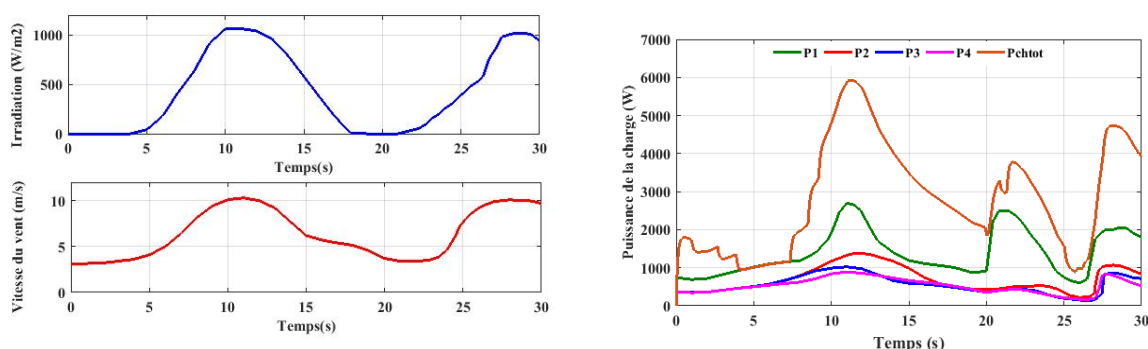 Irradiation (W/m2)
1000
500
0
0 5 10 15 20 25 30
Temps(s)
Vitesse du vent (m/s)
10
5
0
0 5 10 15 20 25 30
Temps(s)
Puissance de la charge (W)
P1 P2 P3 P4 Pchtot
7000
6000
5000
4000
3000
2000
1000
0
0 5 10 15 20 25 30
Temps (s)